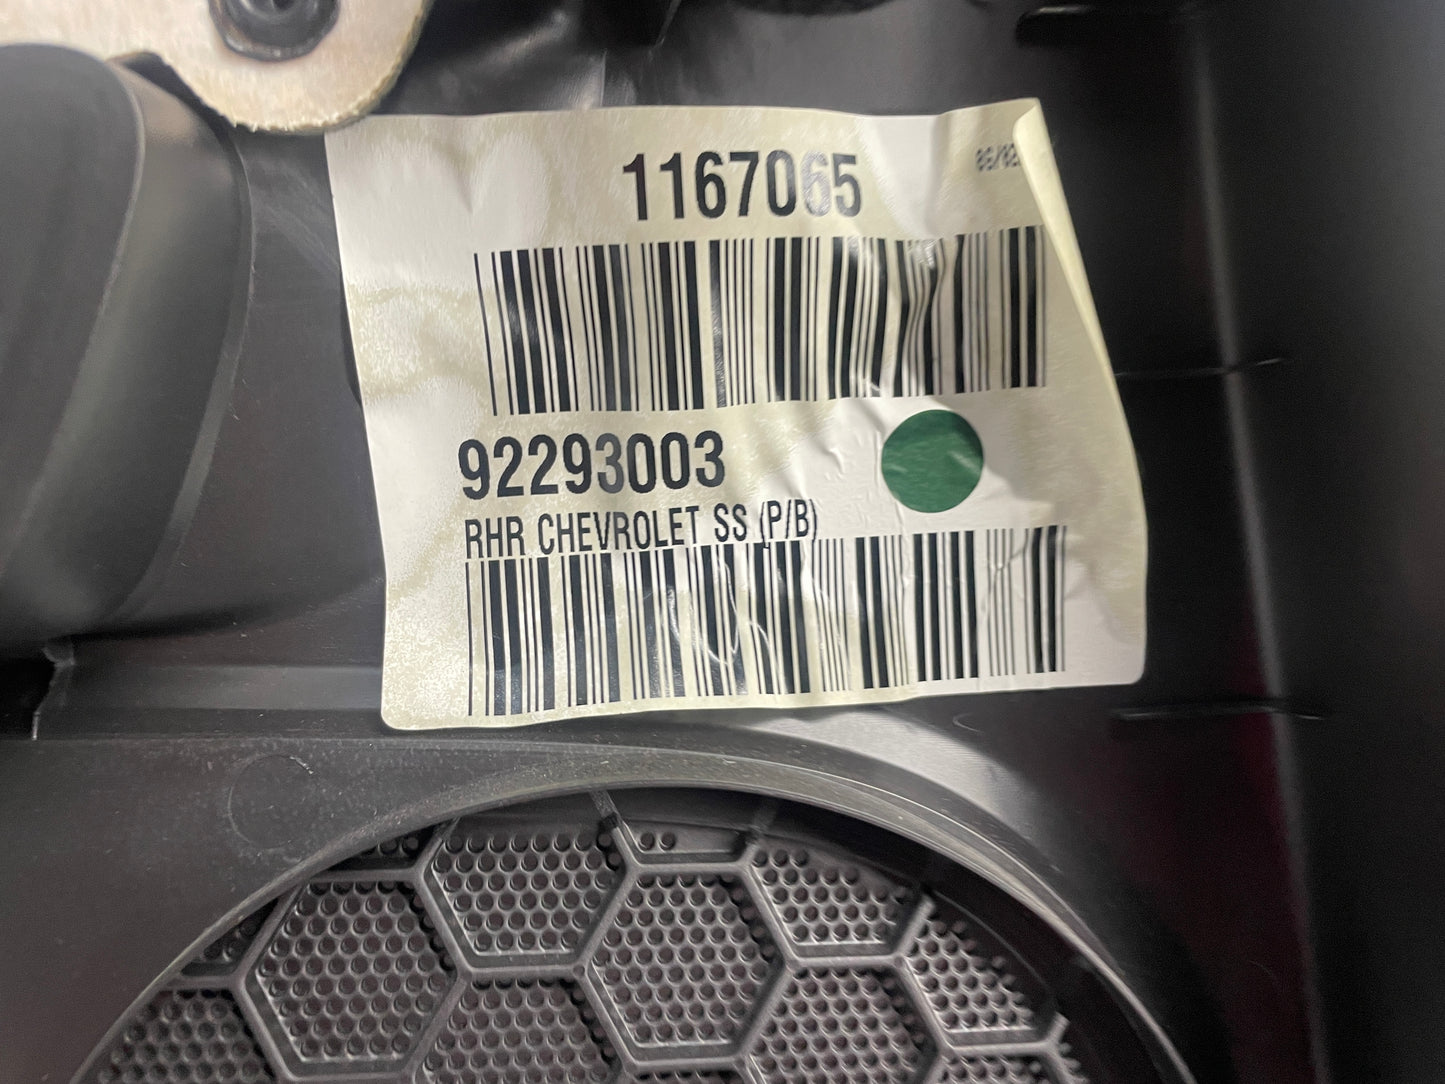 1167065
92293003
RHR CHEVROLET SS (P/B)